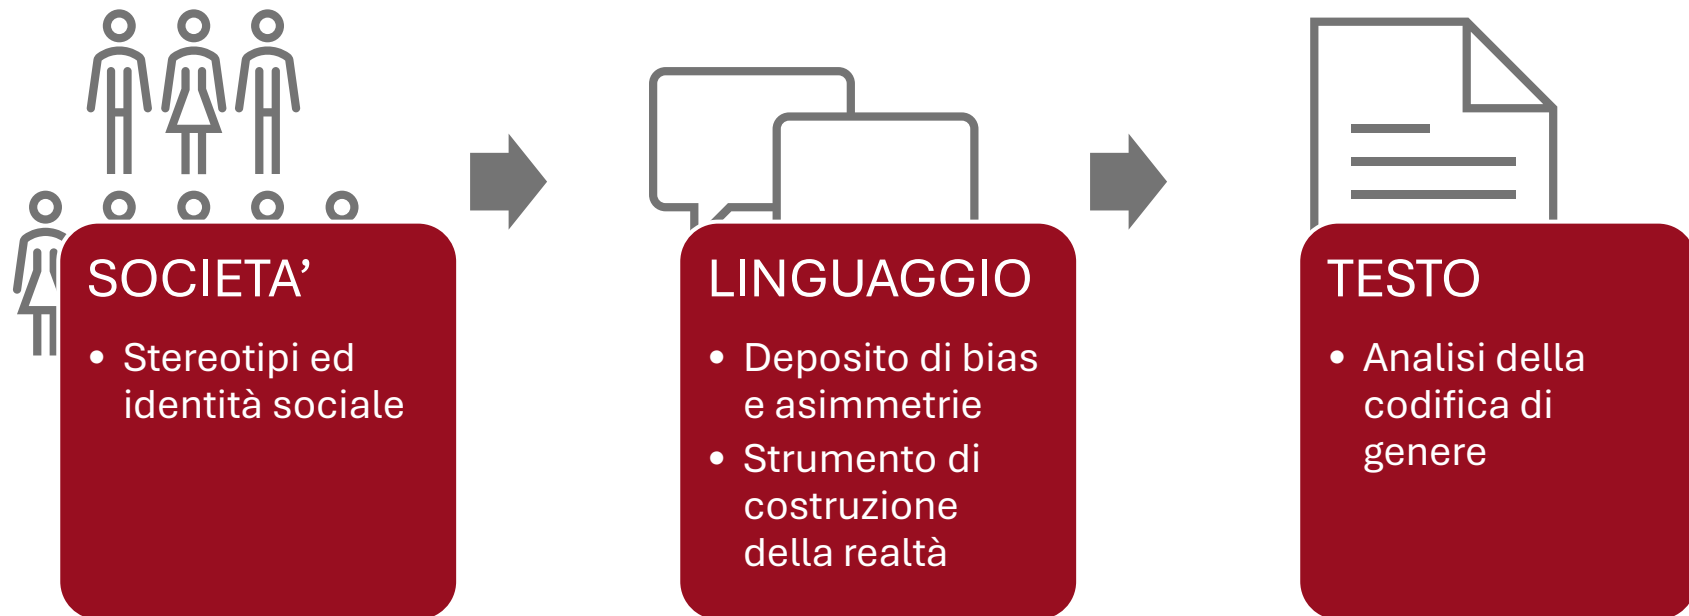 SOCIETA’
• Stereotipi ed
identità sociale
LINGUAGGIO
• Deposito di bias
e asimmetrie
• Strumento di
costruzione
della realtà
TESTO
• Analisi della
codifica di
genere